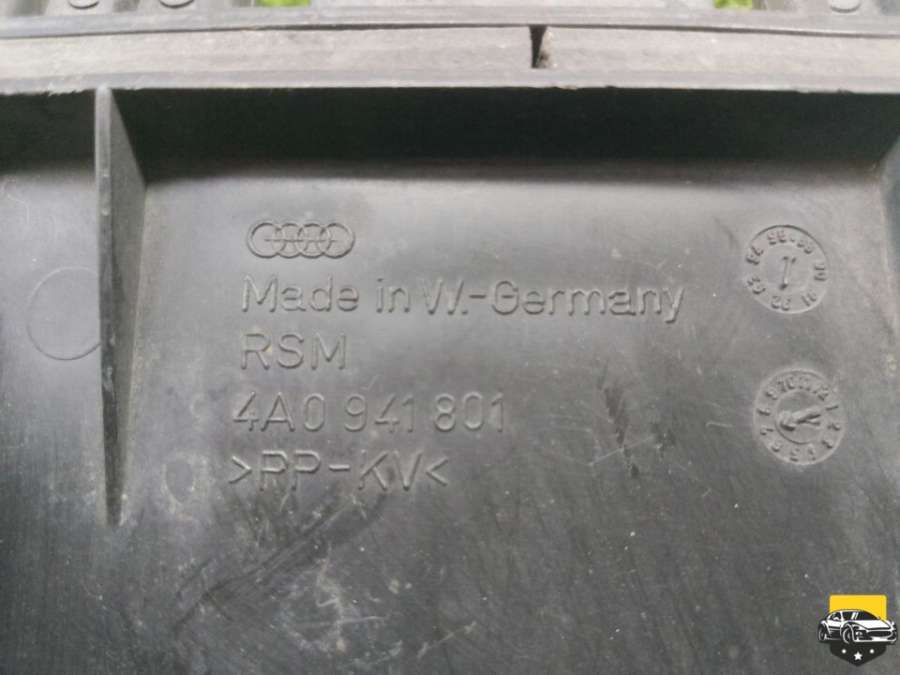 Made in W.-Germany
RSM
4A0 941 801
>PP-KV<